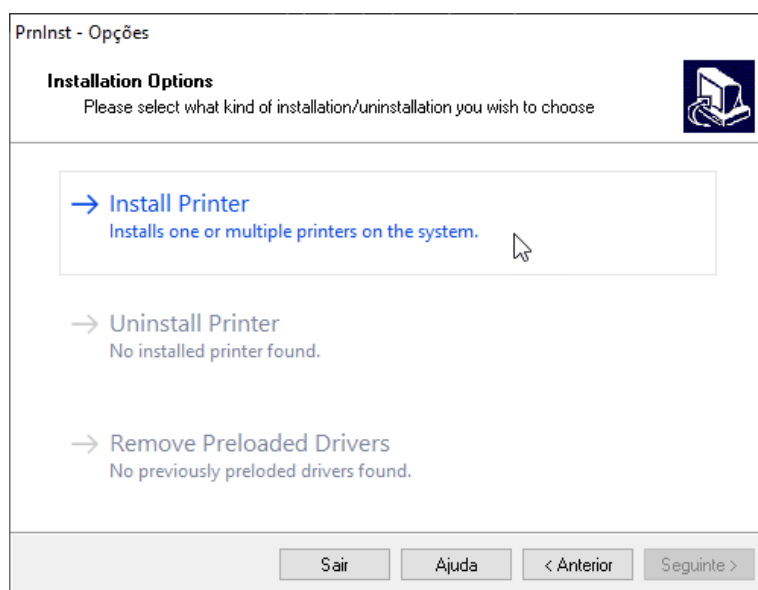 PrnInst - Opções
Installation Options
Please select what kind of installation/uninstallation you wish to choose
Install Printer
Installs one or multiple printers on the system.
Uninstall Printer
No installed printer found.
Remove Preloaded Drivers
No previously preloded drivers found.
Sair Ajuda < Anterior Seguinte >